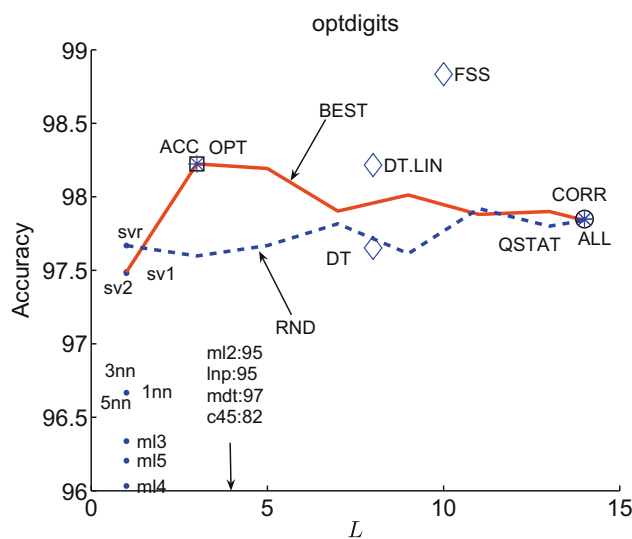 optdigits
99
FSS
BEST
98.5
ACC OPT
DT.LIN
98
CORR
svr
QSTAT ALL
DT
97.5
sv2 sv1
Accuracy
RND
97
ml2:95
3nn
lnp:95
1nn
mdt:97
5nn
c45:82
96.5
ml3
ml5
ml4
96
0 5 10 15
L